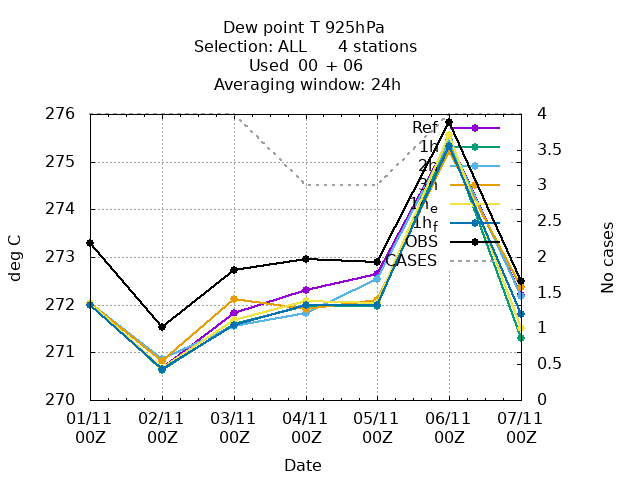 Dew point T 925hPa
Selection: ALL 4 stations
Used 00 + 06
Averaging window: 24h
276
275
274
273
272
271
270
4
3.5
3
2.5
2
1.5
1
0.5
0
deg C
No cases
Ref
1h
2h
3h
1h_e
1h_f
OBS
CASES
01/11 02/11 03/11 04/11 05/11 06/11 07/11
00Z 00Z 00Z 00Z 00Z 00Z 00Z
Date